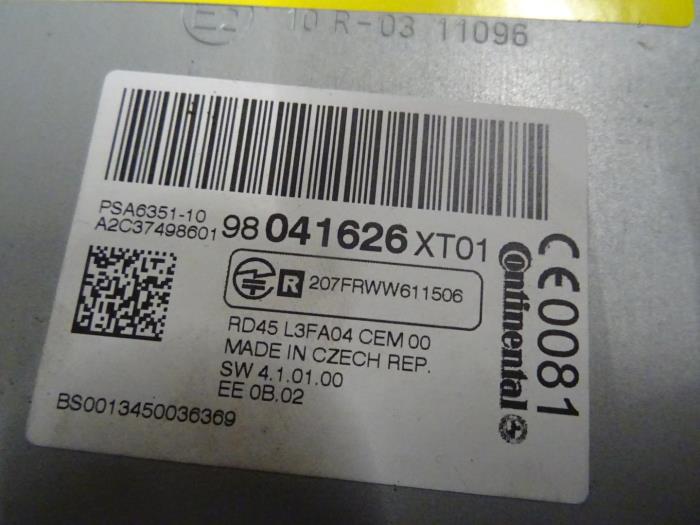 E2 10 R-03 11096
PSA6351-10
A2C37498601 98 041626 XT01
R 207FRWW611506
RD45 L3FA04 CEM 00
MADE IN CZECH REP.
SW 4.1.01.00
EE 0B.02
BS0013450036369
Continental
CE0081